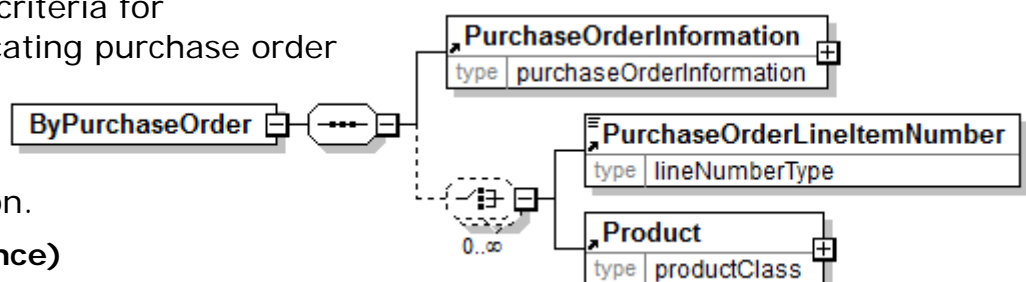 criteria for
cating purchase order
on.
nce)
PurchaseOrderInformation
type purchaseOrderInformation
ByPurchaseOrder
PurchaseOrderLineItemNumber
type lineNumberType
0..∞
Product
type productClass